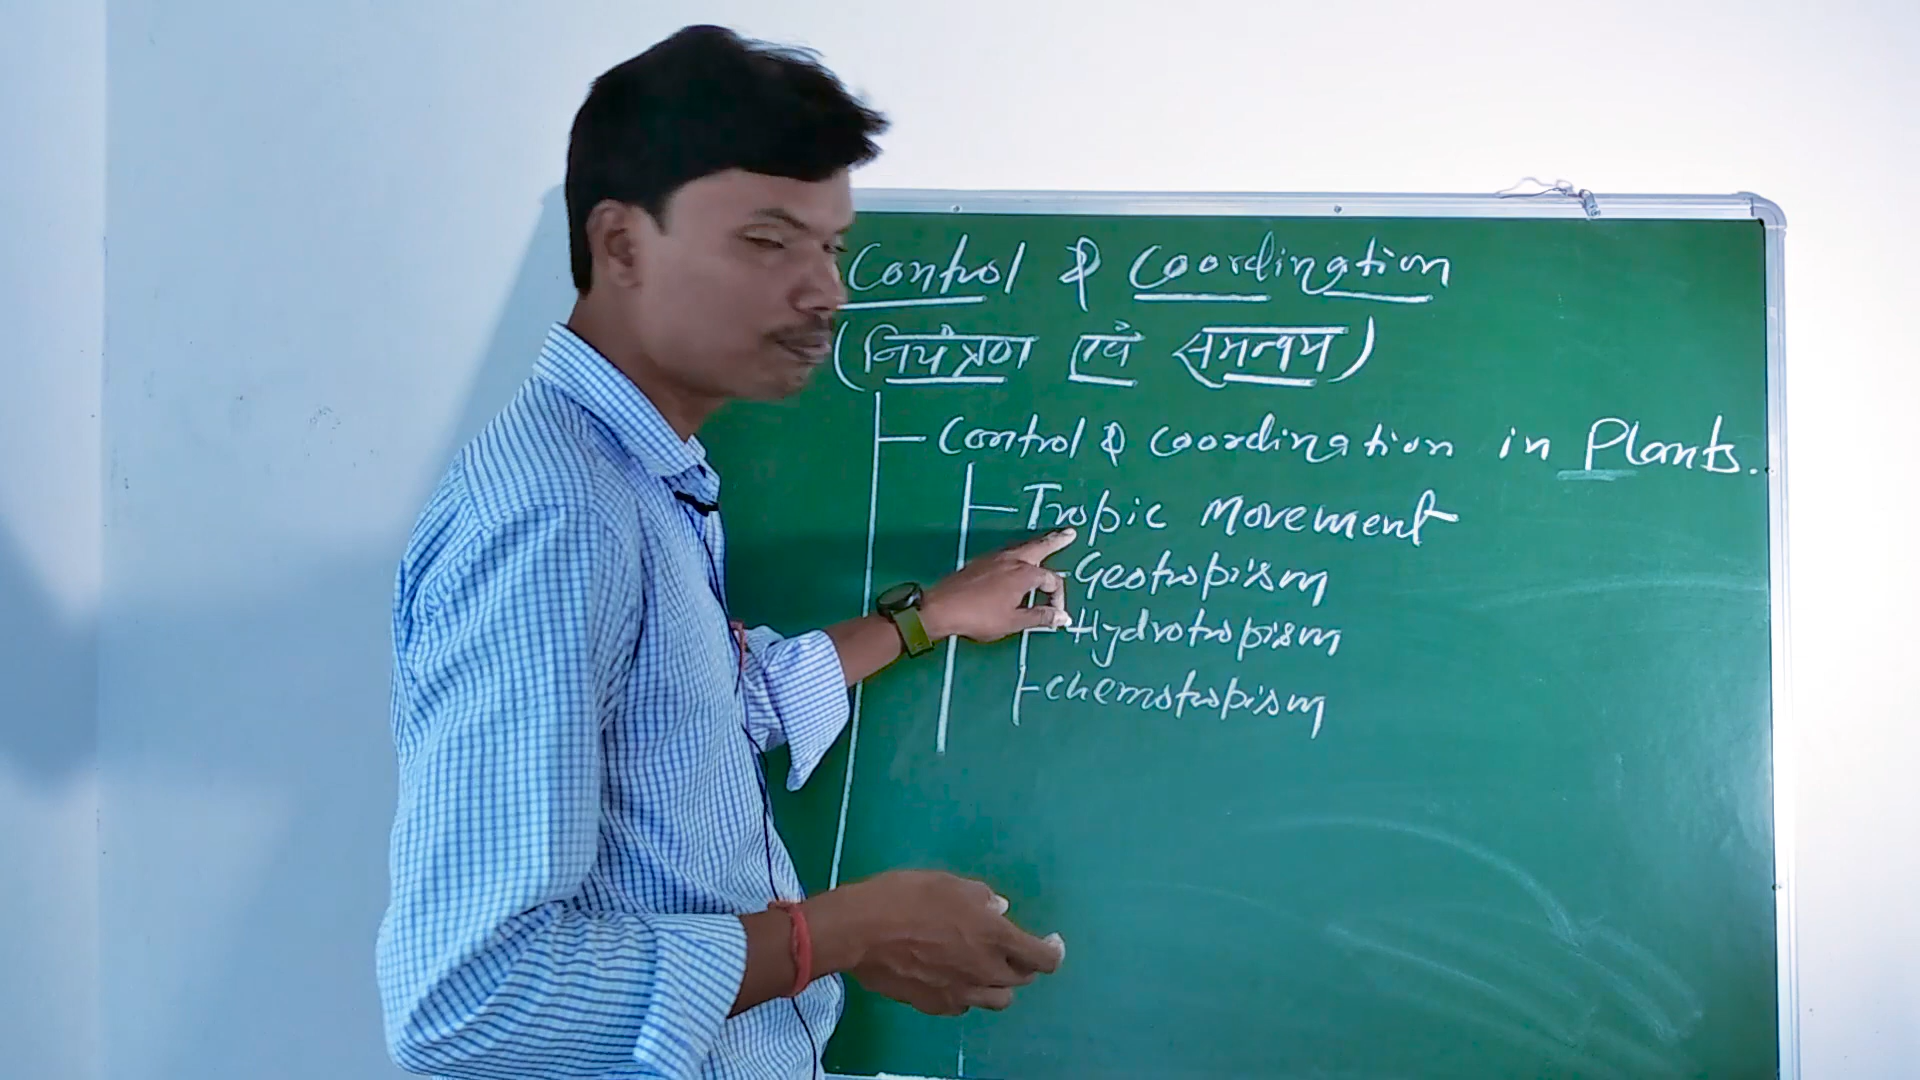 Control & Coordination
(नियंत्रण एवं समन्वय)
Control & Coordination in Plants.
Tropic Movement
Geotropism
Hydrotropism
Chemotropism